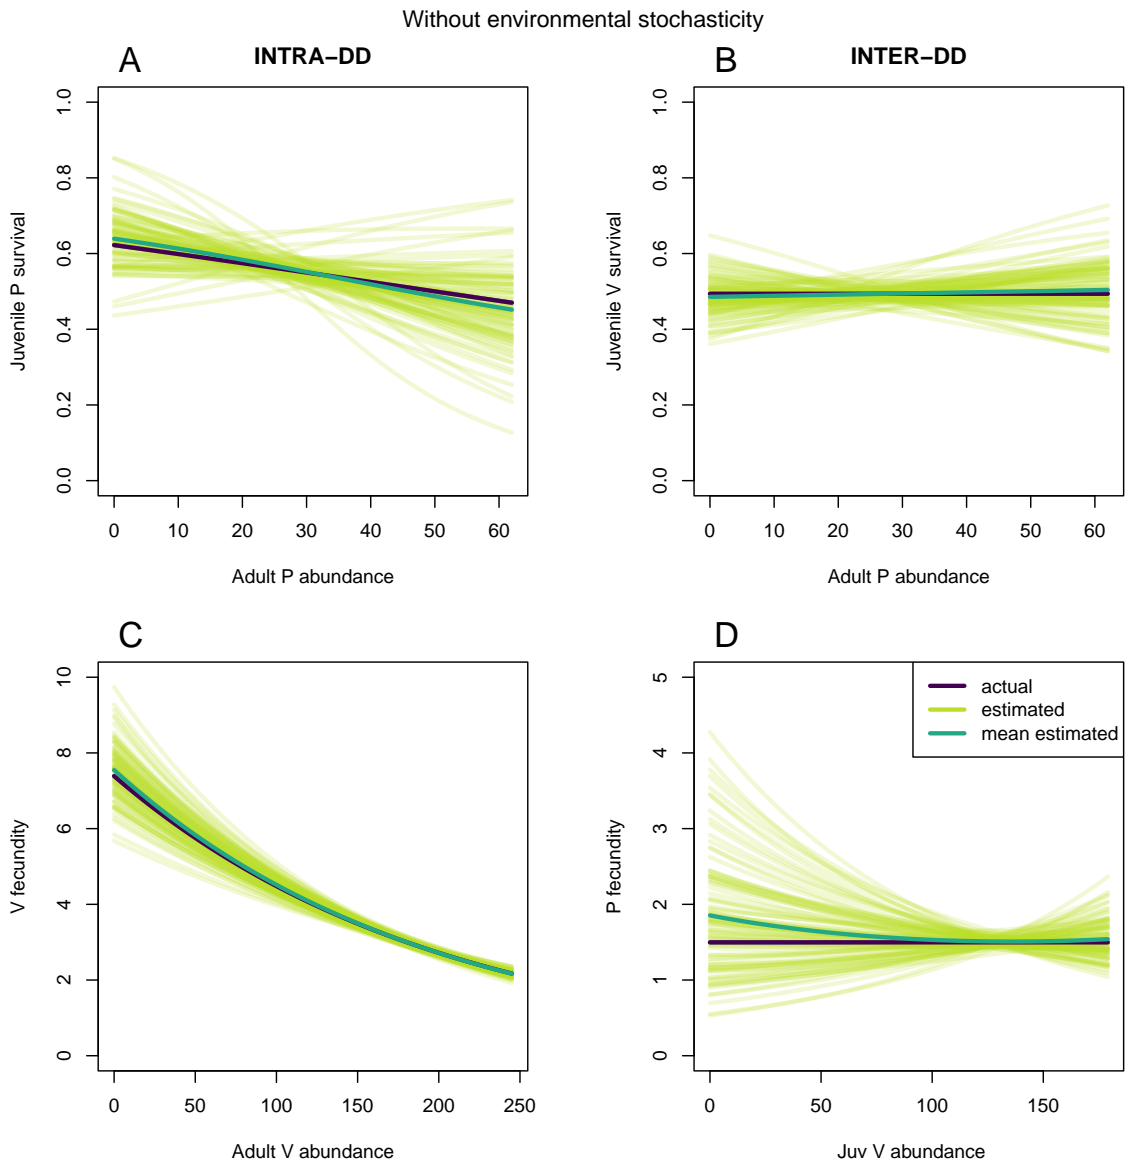 Without environmental stochasticity
A
INTRA−DD
Juvenile P survival
1.0
0.8
0.6
0.4
0.2
0.0
0 10 20 30 40 50 60
Adult P abundance
B
INTER−DD
Juvenile V survival
1.0
0.8
0.6
0.4
0.2
0.0
0 10 20 30 40 50 60
Adult P abundance
C
V fecundity
10
8
6
4
2
0
0 50 100 150 200 250
Adult V abundance
D
P fecundity
5
4
3
2
1
0
0 50 100 150
Juv V abundance
actual
estimated
mean estimated